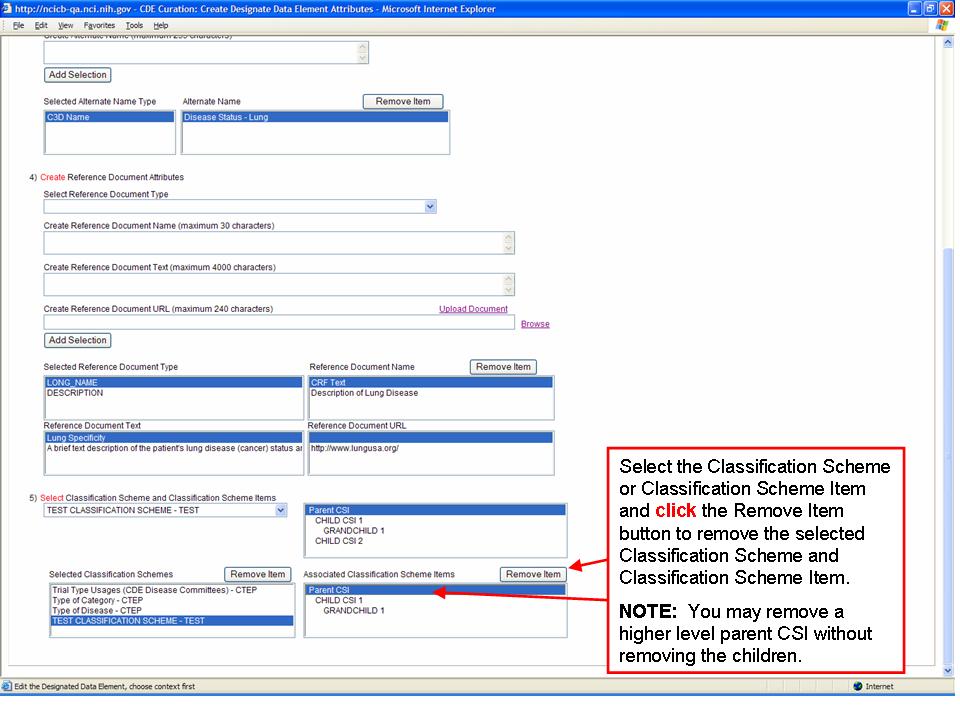 http://ncicb-qa.nci.nih.gov - CDE Curation: Create Designate Data Element Attributes - Microsoft Internet Explorer
File Edit View Favorites Tools Help
Create Alternate Name (maximum 255 characters)
Add Selection
Selected Alternate Name Type Alternate Name Remove Item
C3D Name Disease Status - Lung
4) Create Reference Document Attributes
Select Reference Document Type
Create Reference Document Name (maximum 30 characters)
Create Reference Document Text (maximum 4000 characters)
Create Reference Document URL (maximum 240 characters) Upload Document
Browse
Add Selection
Selected Reference Document Type Reference Document Name Remove Item
LONG_NAME CRF Text
DESCRIPTION Description of Lung Disease
Reference Document Text Reference Document URL
Lung Specificity
A brief text description of the patient's lung disease (cancer) status ar http://www.lungusa.org/
5) Select Classification Scheme and Classification Scheme Items
TEST CLASSIFICATION SCHEME - TEST Parent CSI
CHILD CSI 1
GRANDCHILD 1
CHILD CSI 2
Selected Classification Schemes Remove Item Associated Classification Scheme Items Remove Item
Trial Type Usages (CDE Disease Committees) - CTEP Parent CSI
Type of Category - CTEP CHILD CSI 1
Type of Disease - CTEP GRANDCHILD 1
TEST CLASSIFICATION SCHEME - TEST
Select the Classification Scheme
or Classification Scheme Item
and click the Remove Item
button to remove the selected
Classification Scheme and
Classification Scheme Item.
NOTE: You may remove a
higher level parent CSI without
removing the children.
Edit the Designated Data Element, choose context first Internet